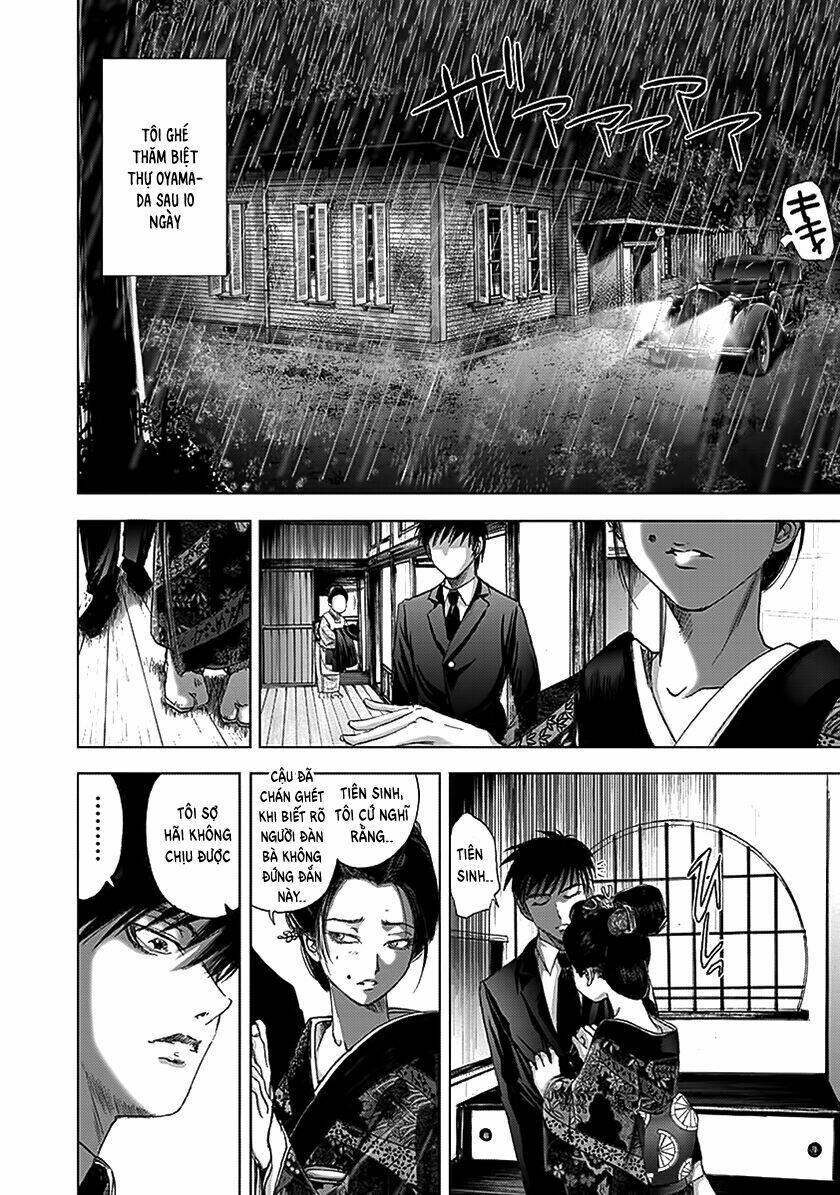 TÔI GHÉ
THĂM BIỆT
THỰ OYAMA-
DA SAU 10
NGÀY
ザアアアアア
キキ
TIÊN
SINH..
TIÊN SINH,
TÔI CỨ NGHĨ
RẰNG..
CẬU ĐÃ
CHÁN GHÉT
KHI BIẾT RÕ
NGƯỜI ĐÀN
BÀ KHÔNG
ĐỨNG ĐẮN
NÀY..
TÔI SỢ
HÃI KHÔNG
CHỊU ĐƯỢC
......